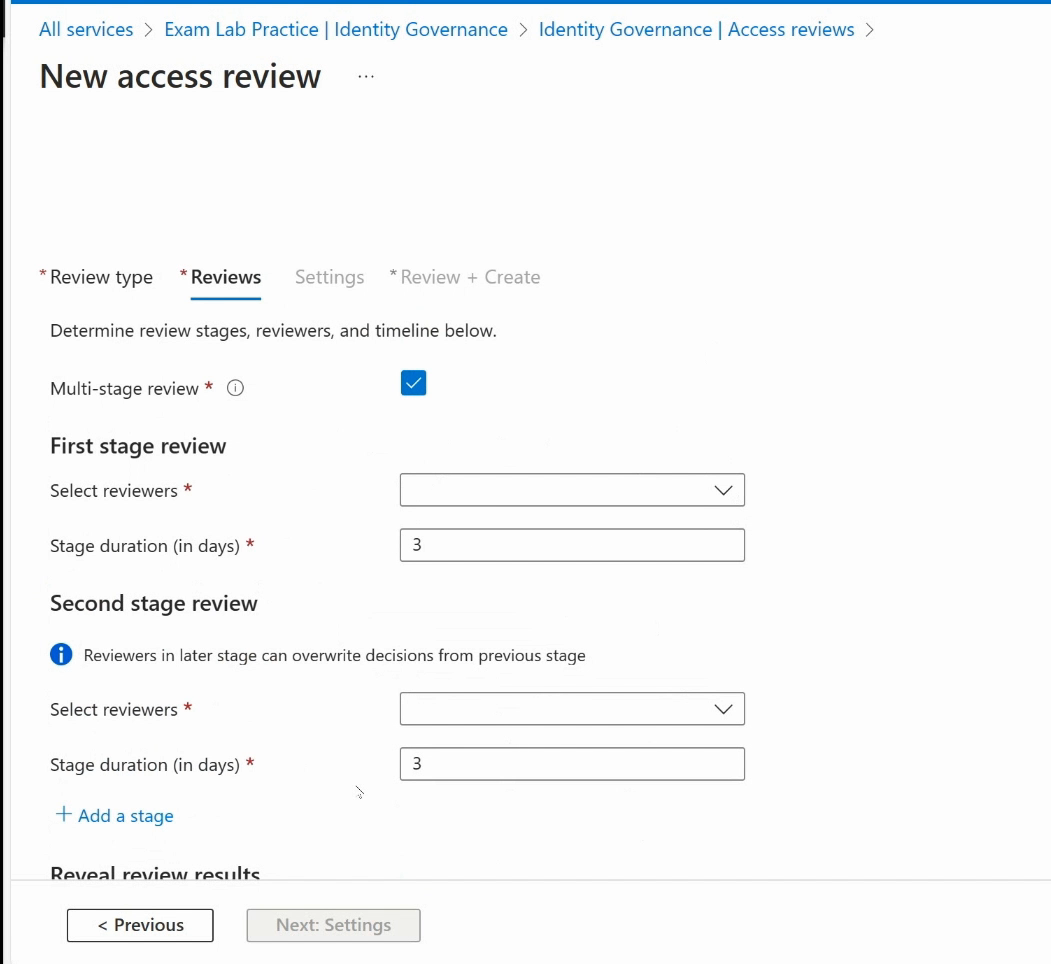 All services > Exam Lab Practice | Identity Governance > Identity Governance | Access reviews >
New access review ...
* Review type * Reviews Settings * Review + Create
Determine review stages, reviewers, and timeline below.
Multi-stage review *
First stage review
Select reviewers *
Stage duration (in days) * 3
Second stage review
Reviewers in later stage can overwrite decisions from previous stage
Select reviewers *
Stage duration (in days) * 3
+ Add a stage
Reveal review results
< Previous Next: Settings